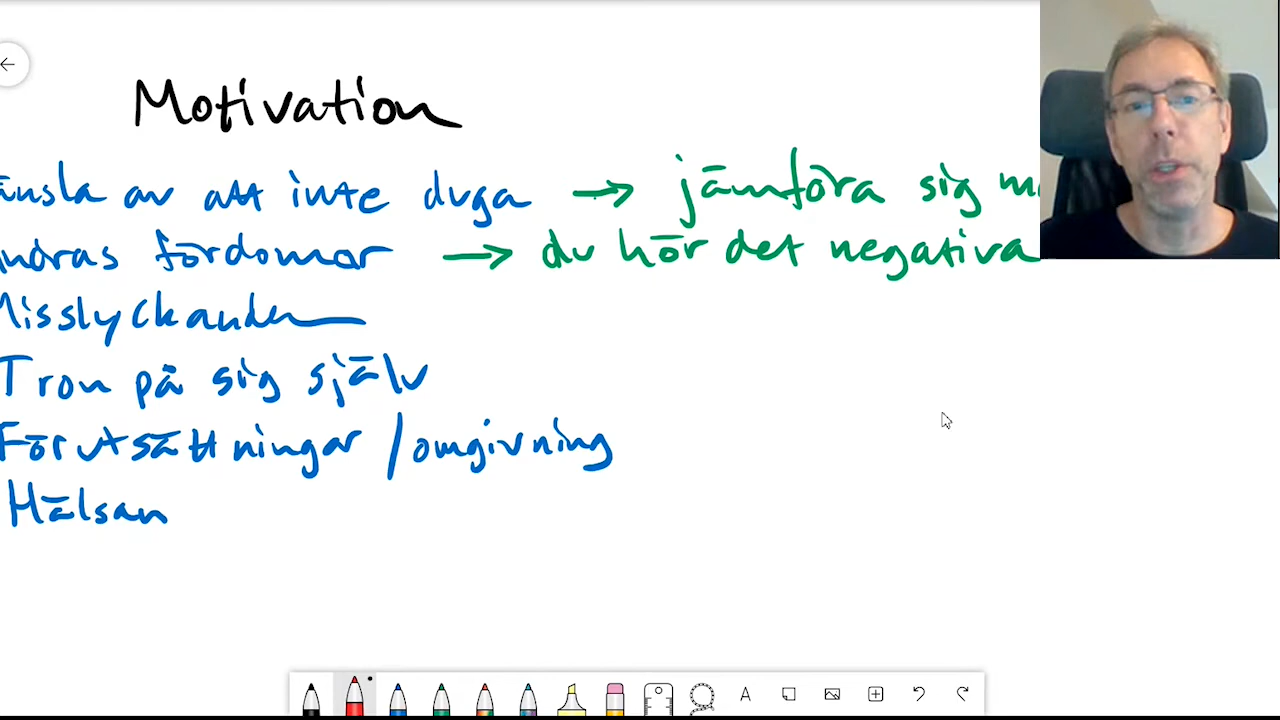 Motivation
änsla av att inte duga → jämföra sig m
ndras fördomar → du hör det negativa
Misslyckanden
Tron på sig själv
Förutsättningar / omgivning
Hälsan
A